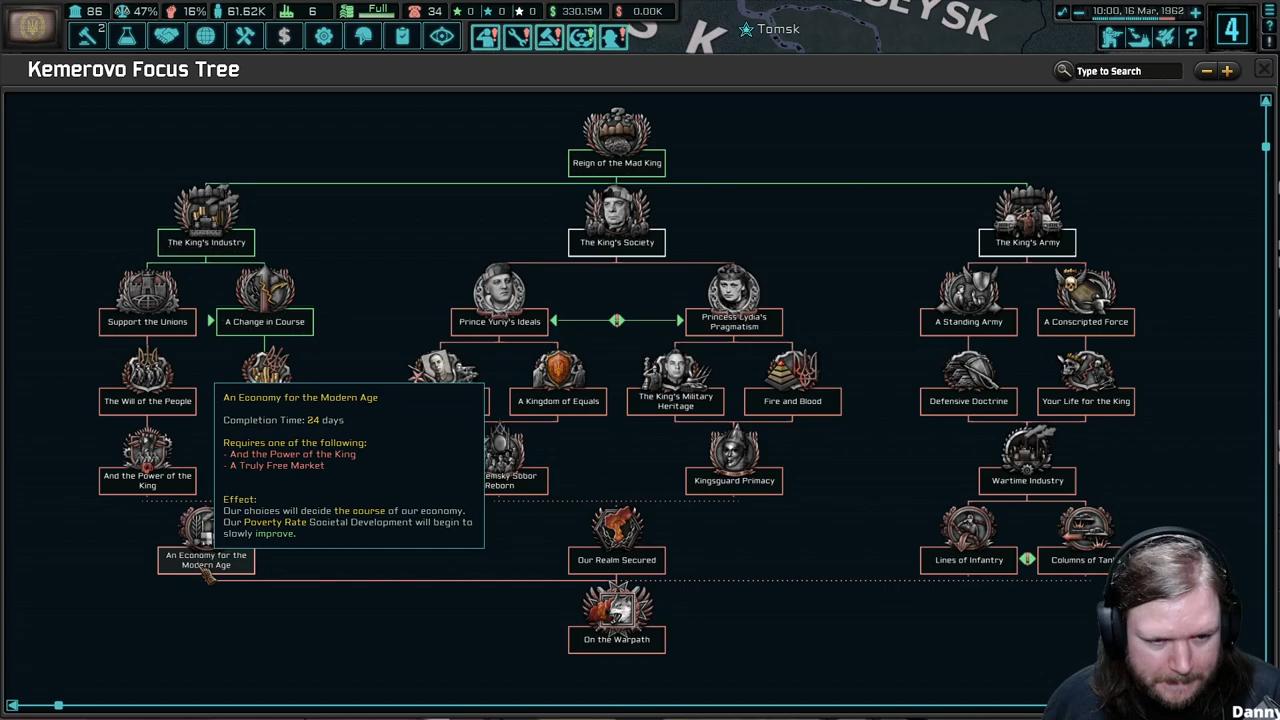 86 47% 16% 61.62K 6 Full 34 0 0 0 330.15M 0.00K
10:00, 16 Mar, 1962
4
2
Tomsk
Kemerovo Focus Tree
Type to Search
Reign of the Mad King
The King's Industry
The King's Society
The King's Army
Support the Unions
A Change in Course
Prince Yuriy's Ideals
Princess Lydia's
Pragmatism
A Standing Army
A Conscripted Force
The Will of the People
A Kingdom of Equals
The King's Military
Heritage
Fire and Blood
Defensive Doctrine
Your Life for the King
An Economy for the Modern Age
Completion Time: 24 days
Requires one of the following:
- And the Power of the King
- A Truly Free Market
Effect:
Our choices will decide the course of our economy.
Our Poverty Rate Societal Development will begin to
slowly improve.
And the Power of the
King
Reborn
Kingsguard Primacy
Wartime Industry
An Economy for the
Modern Age
Our Realm Secured
Lines of Infantry
Columns of
On the Warpath
Danny